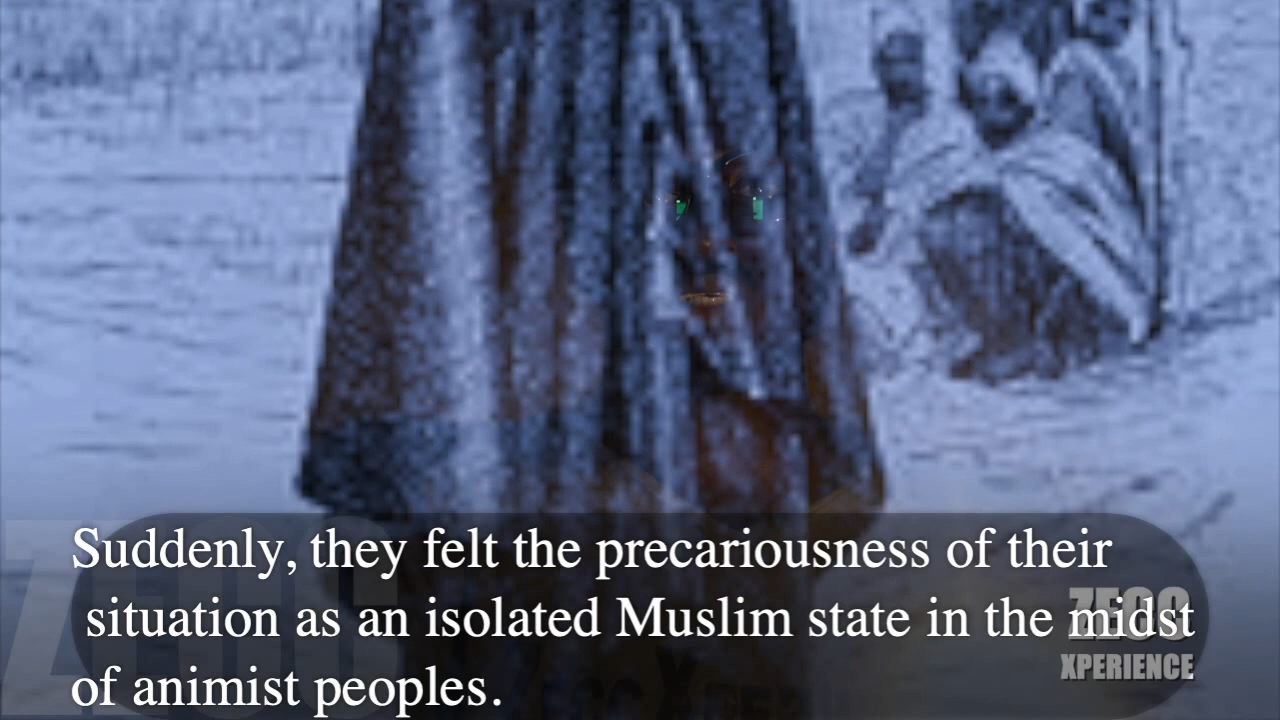 Suddenly, they felt the precariousness of their
situation as an isolated Muslim state in the midst
of animist peoples.
ZEGG
XPERIENCE